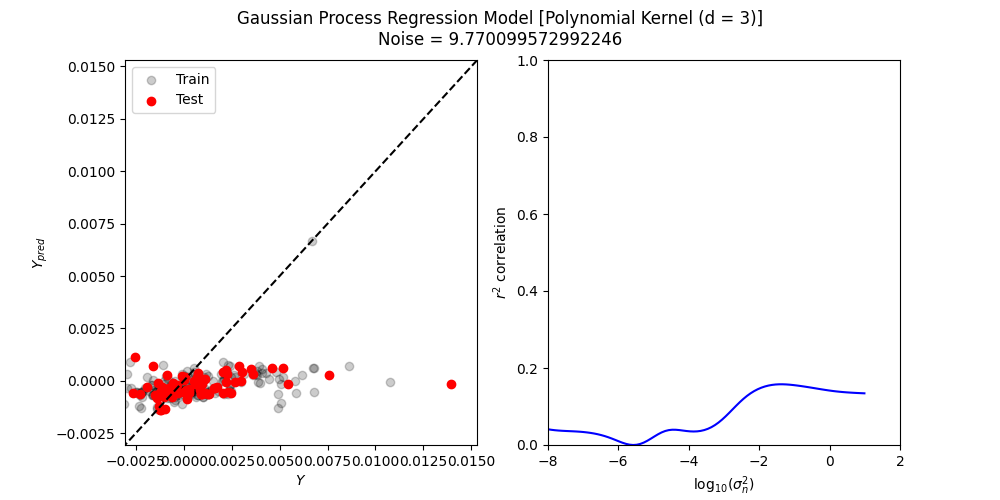 Gaussian Process Regression Model [Polynomial Kernel (d = 3)]
Noise = 9.770099572992246
Train
Test
0.0150
0.0125
0.0100
0.0075
0.0050
0.0025
0.0000
−0.0025
Y_pred
−0.0025 0.0000 0.0025 0.0050 0.0075 0.0100 0.0125 0.0150
Y
1.0
0.8
0.6
0.4
0.2
0.0
r² correlation
−8 −6 −4 −2 0 2
log₁₀(σₙ²)